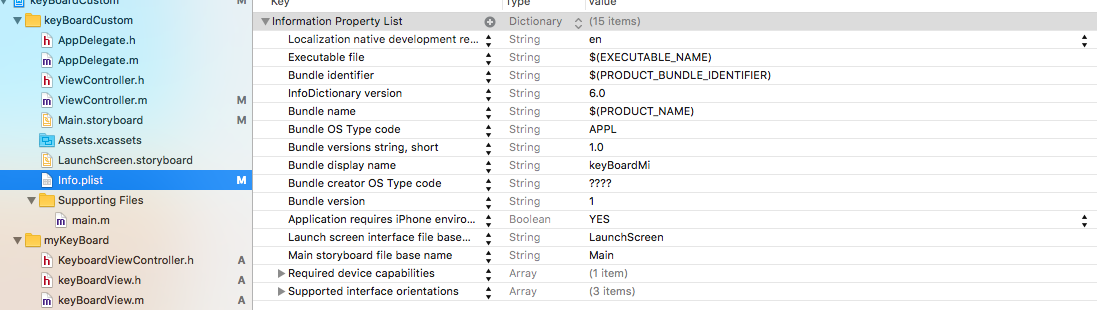 keyBoardCustom
Key Type Value
keyBoardCustom
h AppDelegate.h
m AppDelegate.m
h ViewController.h
m ViewController.m M
Main.storyboard M
Assets.xcassets
LaunchScreen.storyboard
Info.plist M
Supporting Files
m main.m
myKeyBoard
h KeyboardViewController.h A
h keyBoardView.h A
m keyBoardView.m A
Information Property List Dictionary (15 items)
Localization native development re... String en
Executable file String $(EXECUTABLE_NAME)
Bundle identifier String $(PRODUCT_BUNDLE_IDENTIFIER)
InfoDictionary version String 6.0
Bundle name String $(PRODUCT_NAME)
Bundle OS Type code String APPL
Bundle versions string, short String 1.0
Bundle display name String keyBoardMi
Bundle creator OS Type code String ????
Bundle version String 1
Application requires iPhone enviro... Boolean YES
Launch screen interface file base... String LaunchScreen
Main storyboard file base name String Main
Required device capabilities Array (1 item)
Supported interface orientations Array (3 items)